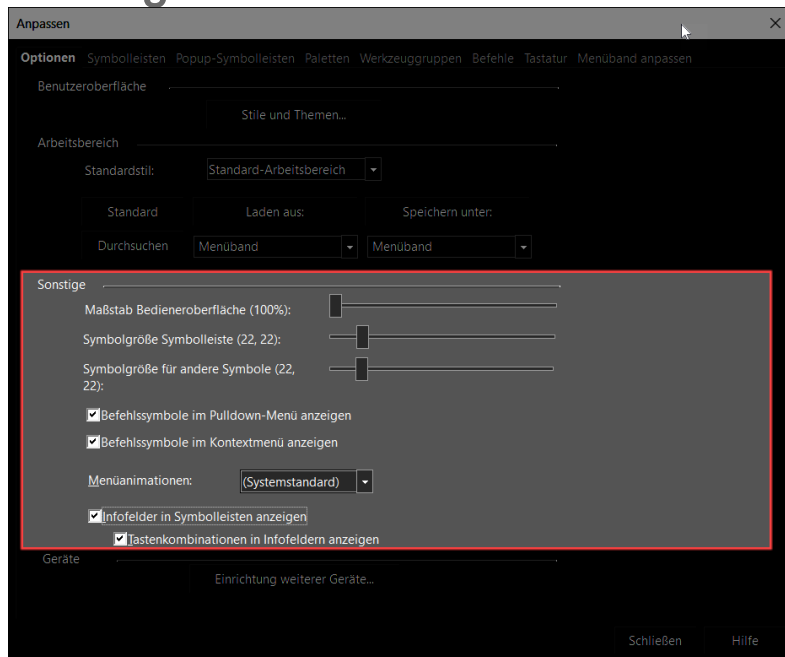 Anpassen
Optionen Symbolleisten Popup-Symbolleisten Paletten Werkzeuggruppen Befehle Tastatur Menüband anpassen
Benutzeroberfläche
Stile und Themen...
Arbeitsbereich
Standardstil: Standard-Arbeitsbereich
Standard Laden aus: Speichern unter:
Durchsuchen Menüband Menüband
Sonstige
Maßstab Bedieneroberfläche (100%):
Symbolgröße Symbolleiste (22, 22):
Symbolgröße für andere Symbole (22,
22):
Befehlssymbole im Pulldown-Menü anzeigen
Befehlssymbole im Kontextmenü anzeigen
Menüanimationen: (Systemstandard)
Infofelder in Symbolleisten anzeigen
Tastenkombinationen in Infofeldern anzeigen
Geräte
Einrichtung weiterer Geräte...
Schließen Hilfe